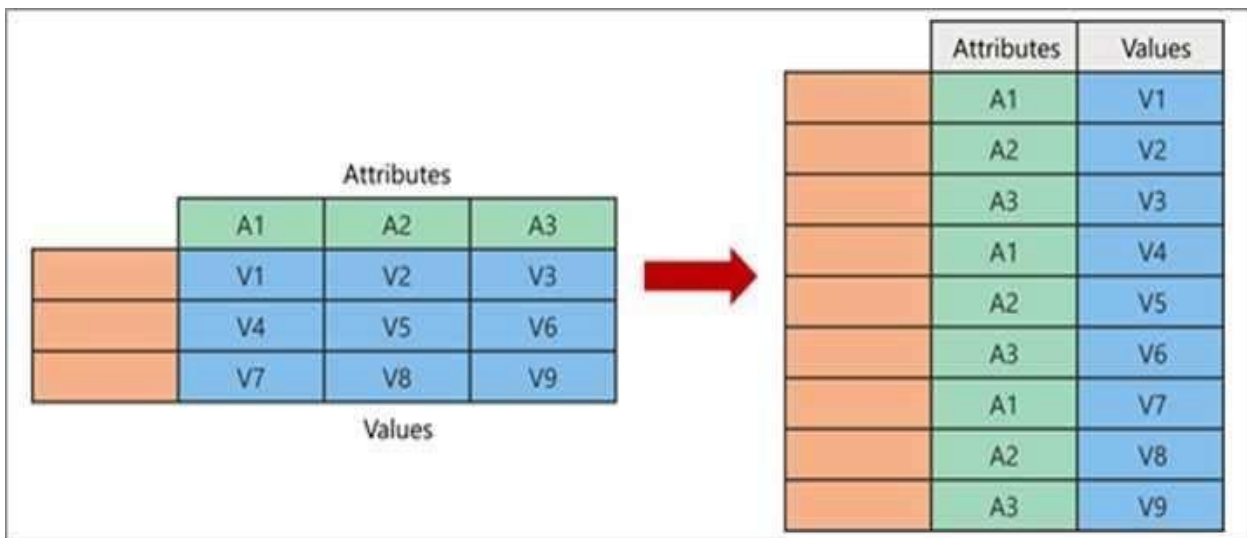 Attributes
A1 A2 A3
V1 V2 V3
V4 V5 V6
V7 V8 V9
Values
Attributes Values
A1 V1
A2 V2
A3 V3
A1 V4
A2 V5
A3 V6
A1 V7
A2 V8
A3 V9